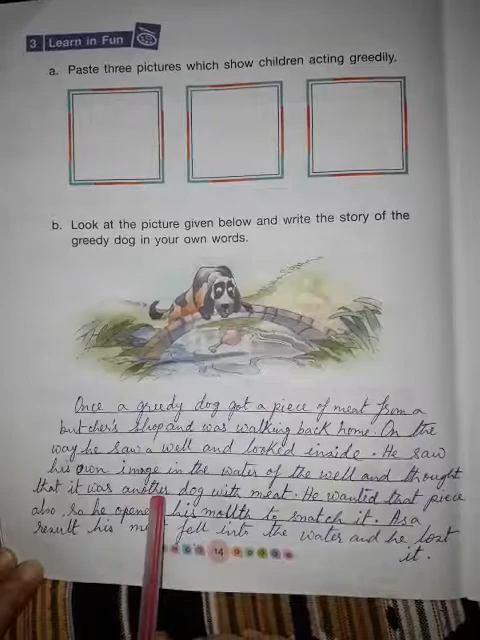 3 Learn in Fun
a. Paste three pictures which show children acting greedily.
b. Look at the picture given below and write the story of the
greedy dog in your own words.
Once a greedy dog got a piece of meat from a
butcher's shop and was walking back home. On the
way he saw a well and looked inside. He saw
his own image in the water of the well and thought
that it was another dog with meat. He wanted that piece
also, so he opene his mouth to snatch it. As a
result his fell into the water and he lost
it.
14